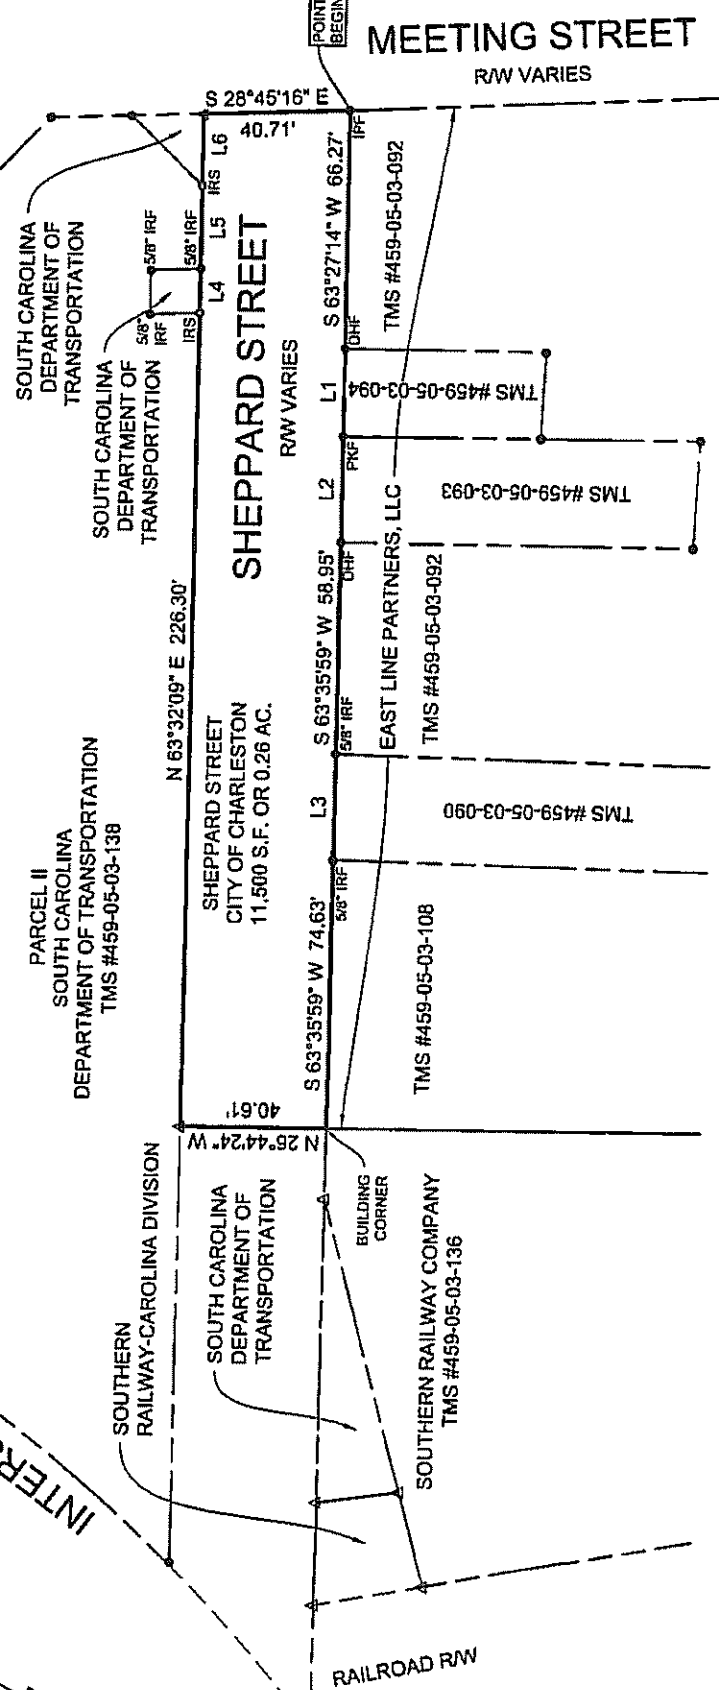 POINT
BEGIN
MEETING STREET
R/W VARIES
S 28°45'16" E
40.71'
IPF
L6
IRS
L5
5/8" IRF
5/8" IRF
L4
5/8"
IRF
IRS
SOUTH CAROLINA
DEPARTMENT OF
TRANSPORTATION
SOUTH CAROLINA
DEPARTMENT OF
TRANSPORTATION
SHEPPARD STREET
R/W VARIES
S 63°27'14" W 66.27'
TMS #459-05-03-092
DHF
L1
TMS #459-05-03-094
PKF
L2
TMS #459-05-03-093
DHF
N 63°32'09" E 226.30'
S 63°35'59" W 58.95'
EAST LINE PARTNERS, LLC
TMS #459-05-03-092
5/8" IRF
SHEPPARD STREET
CITY OF CHARLESTON
11,500 S.F. OR 0.26 AC.
PARCEL II
SOUTH CAROLINA
DEPARTMENT OF TRANSPORTATION
TMS #459-05-03-138
L3
TMS #459-05-03-090
5/8" IRF
S 63°35'59" W 74.63'
TMS #459-05-03-108
40.61'
N 26°44'24" W
BUILDING
CORNER
SOUTHERN
RAILWAY-CAROLINA DIVISION
SOUTH CAROLINA
DEPARTMENT OF
TRANSPORTATION
SOUTHERN RAILWAY COMPANY
TMS #459-05-03-136
INTERS
RAILROAD R/W